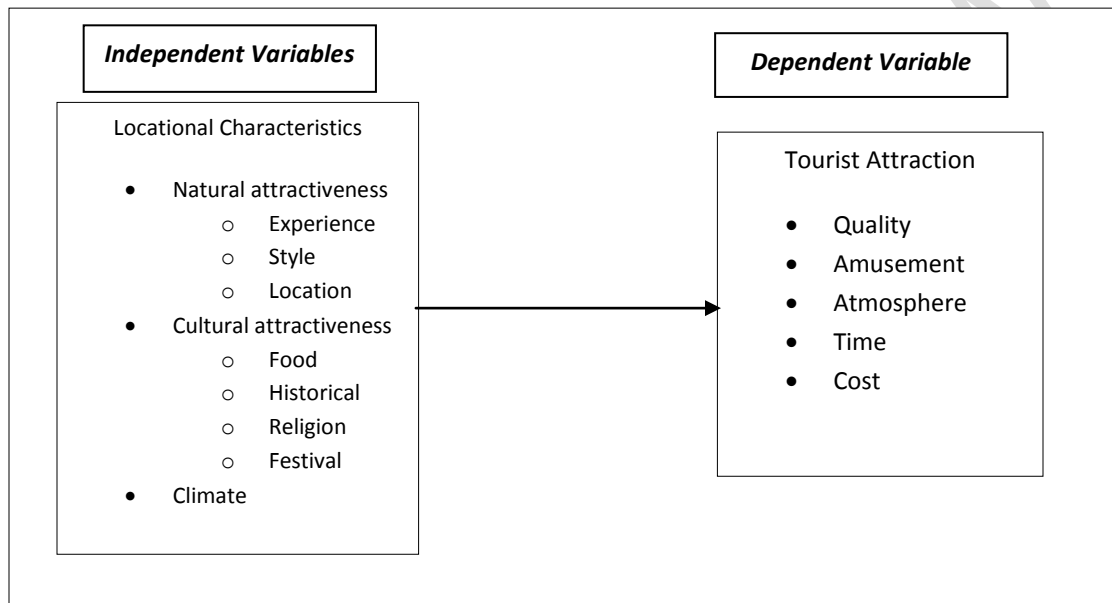 Independent Variables
Locational Characteristics
• Natural attractiveness
o Experience
o Style
o Location
• Cultural attractiveness
o Food
o Historical
o Religion
o Festival
• Climate
Dependent Variable
Tourist Attraction
• Quality
• Amusement
• Atmosphere
• Time
• Cost